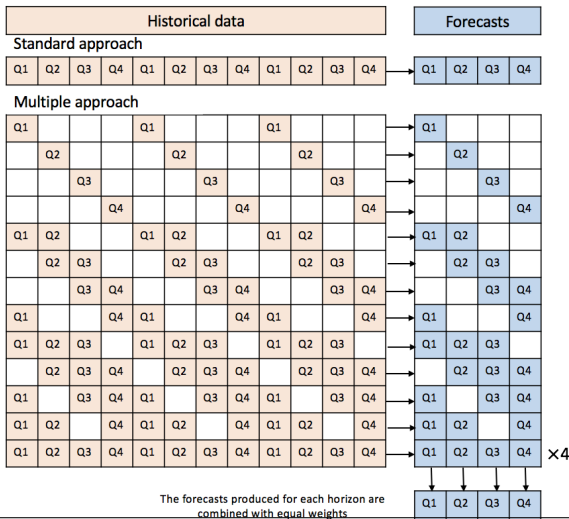 Historical data Forecasts
Standard approach
Q1 Q2 Q3 Q4 Q1 Q2 Q3 Q4 Q1 Q2 Q3 Q4 Q1 Q2 Q3 Q4
Multiple approach
Q1 Q1 Q1 Q1
Q2 Q2 Q2 Q2
Q3 Q3 Q3 Q3
Q4 Q4 Q4 Q4
Q1 Q2 Q1 Q2 Q1 Q2 Q1 Q2
Q2 Q3 Q2 Q3 Q2 Q3 Q2 Q3
Q3 Q4 Q3 Q4 Q3 Q4 Q3 Q4
Q1 Q4 Q1 Q4 Q1 Q4 Q1 Q4
Q1 Q2 Q3 Q1 Q2 Q3 Q1 Q2 Q3 Q1 Q2 Q3
Q2 Q3 Q4 Q2 Q3 Q4 Q2 Q3 Q4 Q2 Q3 Q4
Q1 Q3 Q4 Q1 Q3 Q4 Q1 Q3 Q4 Q1 Q3 Q4
Q1 Q2 Q4 Q1 Q2 Q4 Q1 Q2 Q4 Q1 Q2 Q4
Q1 Q2 Q3 Q4 Q1 Q2 Q3 Q4 Q1 Q2 Q3 Q4 Q1 Q2 Q3 Q4 ×4
The forecasts produced for each horizon are
combined with equal weights
Q1 Q2 Q3 Q4